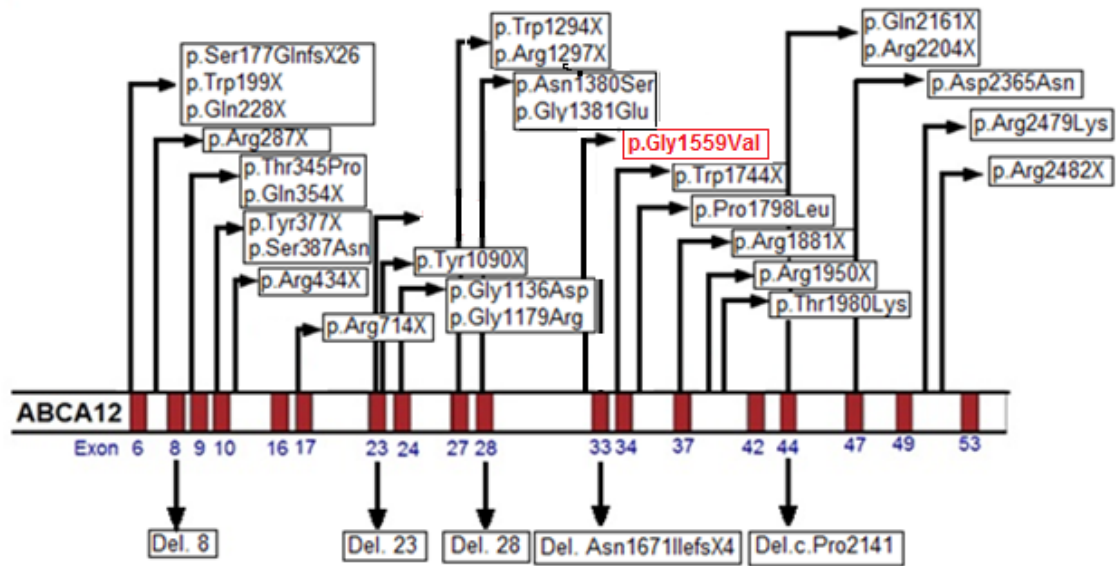 p.Ser177GlnfsX26
p.Trp199X
p.Gln228X
p.Arg287X
p.Thr345Pro
p.Gln354X
p.Tyr377X
p.Ser387Asn
p.Arg434X
p.Arg714X
p.Tyr1090X
p.Gly1136Asp
p.Gly1179Arg
p.Trp1294X
p.Arg1297X
p.Asn1380Ser
p.Gly1381Glu
p.Gly1559Val
p.Trp1744X
p.Pro1798Leu
p.Arg1881X
p.Arg1950X
p.Thr1980Lys
p.Gln2161X
p.Arg2204X
p.Asp2365Asn
p.Arg2479Lys
p.Arg2482X
ABCA12
Exon 6 8 9 10 16 17 23 24 27 28 33 34 37 42 44 47 49 53
Del. 8
Del. 23
Del. 28
Del. Asn1671IlefsX4
Del.c.Pro2141